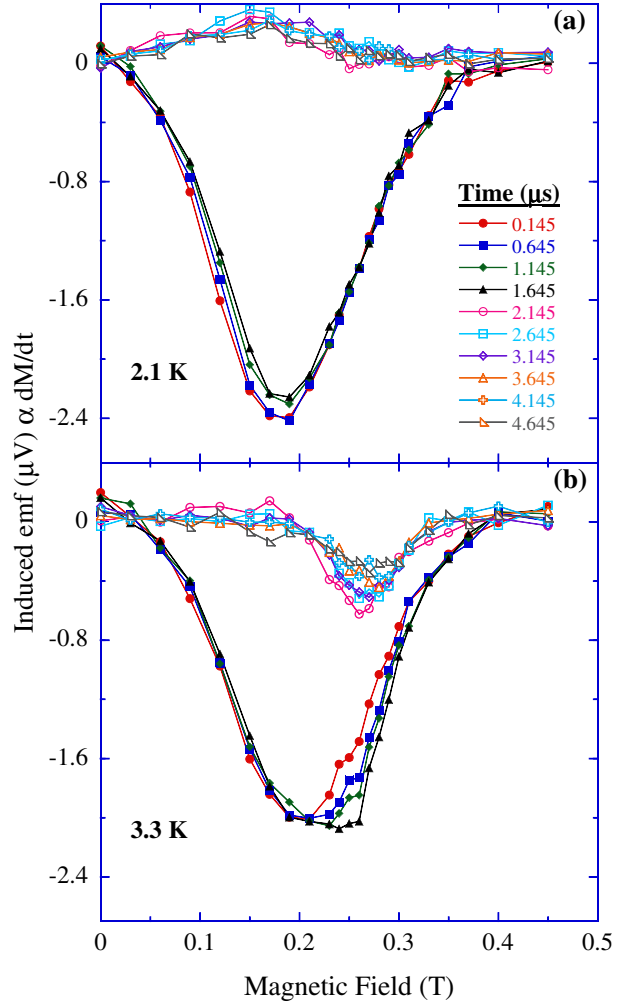 (a)
0
-0.8
-1.6
-2.4
2.1 K
Time (μs)
0.145
0.645
1.145
1.645
2.145
2.645
3.145
3.645
4.145
4.645
Induced emf (μV) α dM/dt
(b)
0
-0.8
-1.6
-2.4
3.3 K
0 0.1 0.2 0.3 0.4 0.5
Magnetic Field (T)